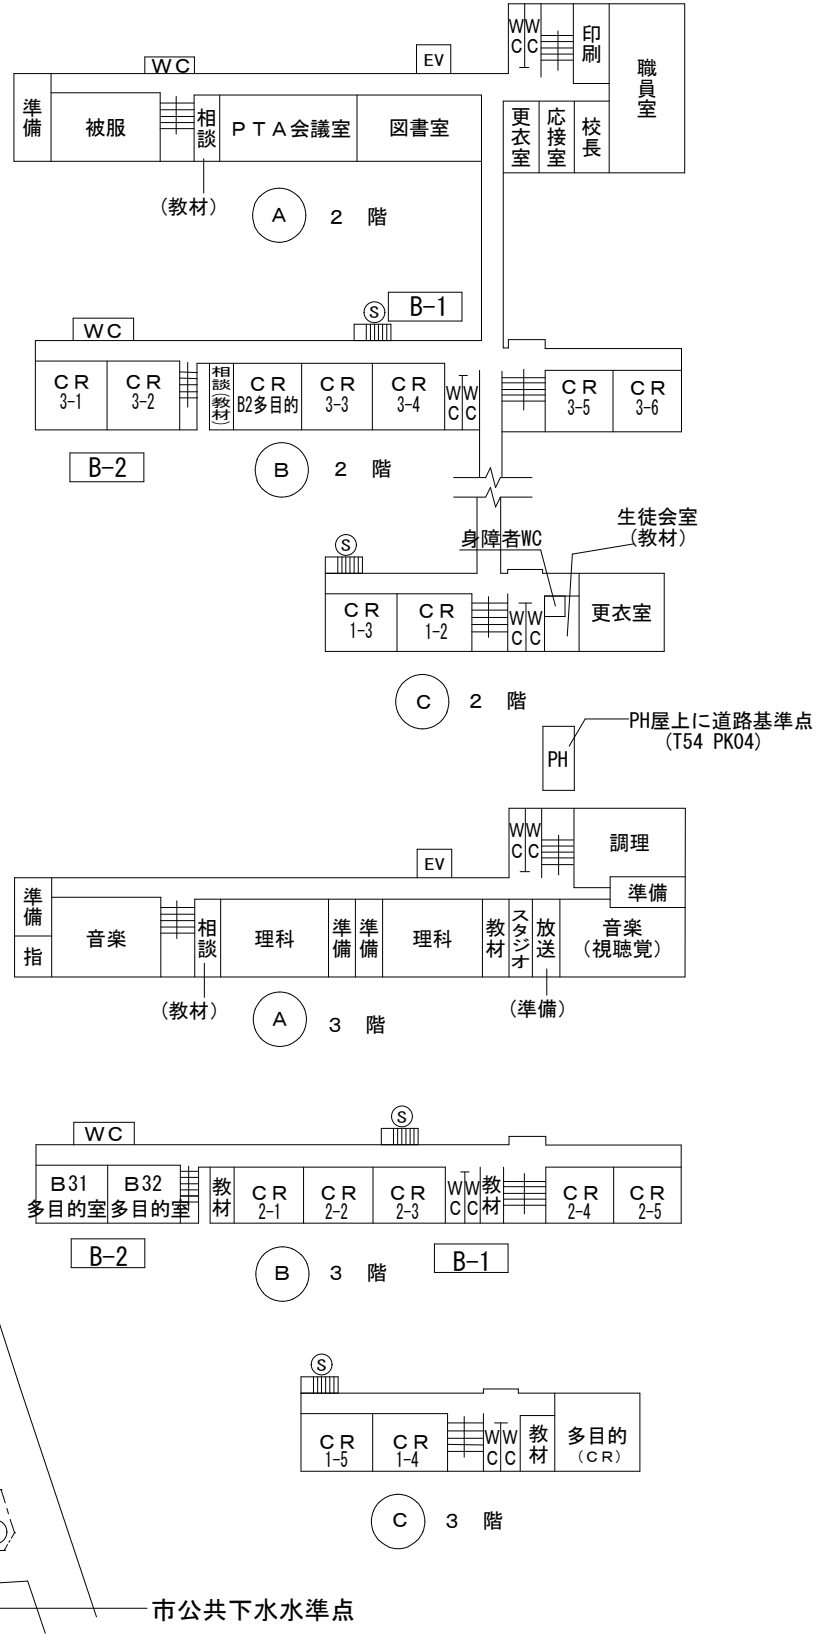 WC
EV
WC WC
印刷
職員室
準備
被服
相談
ＰＴＡ会議室
図書室
更衣室
応接室
校長
(教材)
A
２ 階
S
B-1
WC
CR
3-1
CR
3-2
相談(教材)
CR
B2多目的
CR
3-3
CR
3-4
WC WC
CR
3-5
CR
3-6
B-2
B
２ 階
生徒会室
(教材)
身障者WC
S
CR
1-3
CR
1-2
WC WC
更衣室
C
２ 階
PH屋上に道路基準点
(T54 PK04)
PH
WC WC
調理
EV
準備
準備
指
音楽
相談
理科
準備
準備
理科
教材
スタジオ
放送
音楽
(視聴覚)
(教材)
(準備)
A
３ 階
S
WC
B31
多目的室
B32
多目的室
教材
CR
2-1
CR
2-2
CR
2-3
WC WC
教材
CR
2-4
CR
2-5
B-2
B
３ 階
B-1
S
CR
1-5
CR
1-4
WC WC
教材
多目的
(CR)
C
３ 階
市公共下水水準点